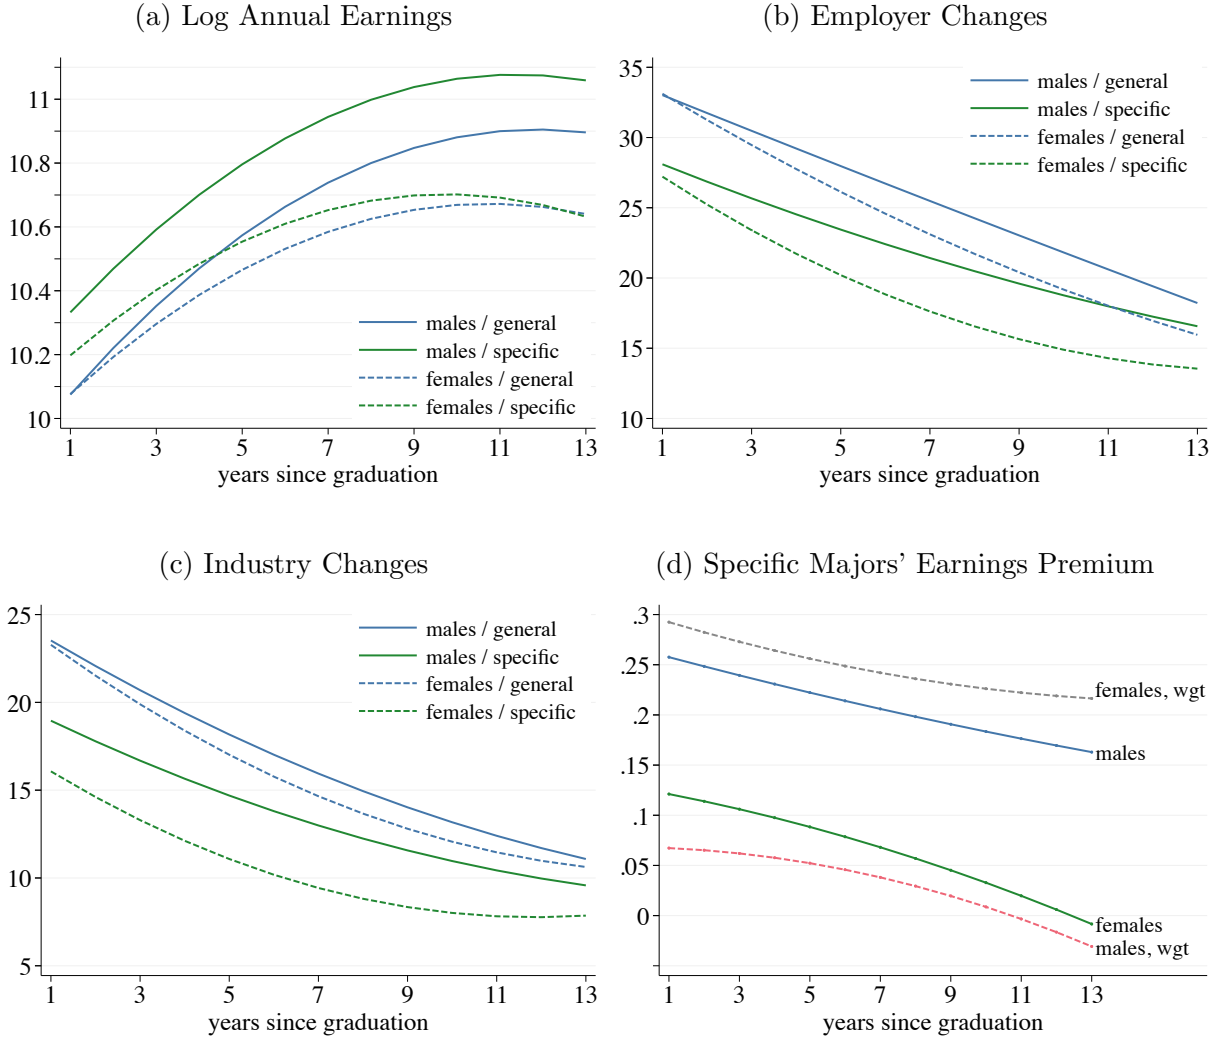 (a) Log Annual Earnings
11
10.8
10.6
10.4
10.2
10
males / general
males / specific
females / general
females / specific
1 3 5 7 9 11 13
years since graduation
(b) Employer Changes
35
30
25
20
15
10
males / general
males / specific
females / general
females / specific
1 3 5 7 9 11 13
years since graduation
(c) Industry Changes
25
20
15
10
5
males / general
males / specific
females / general
females / specific
1 3 5 7 9 11 13
years since graduation
(d) Specific Majors' Earnings Premium
.3
.25
.2
.15
.1
.05
0
females, wgt
males
females
males, wgt
1 3 5 7 9 11 13
years since graduation